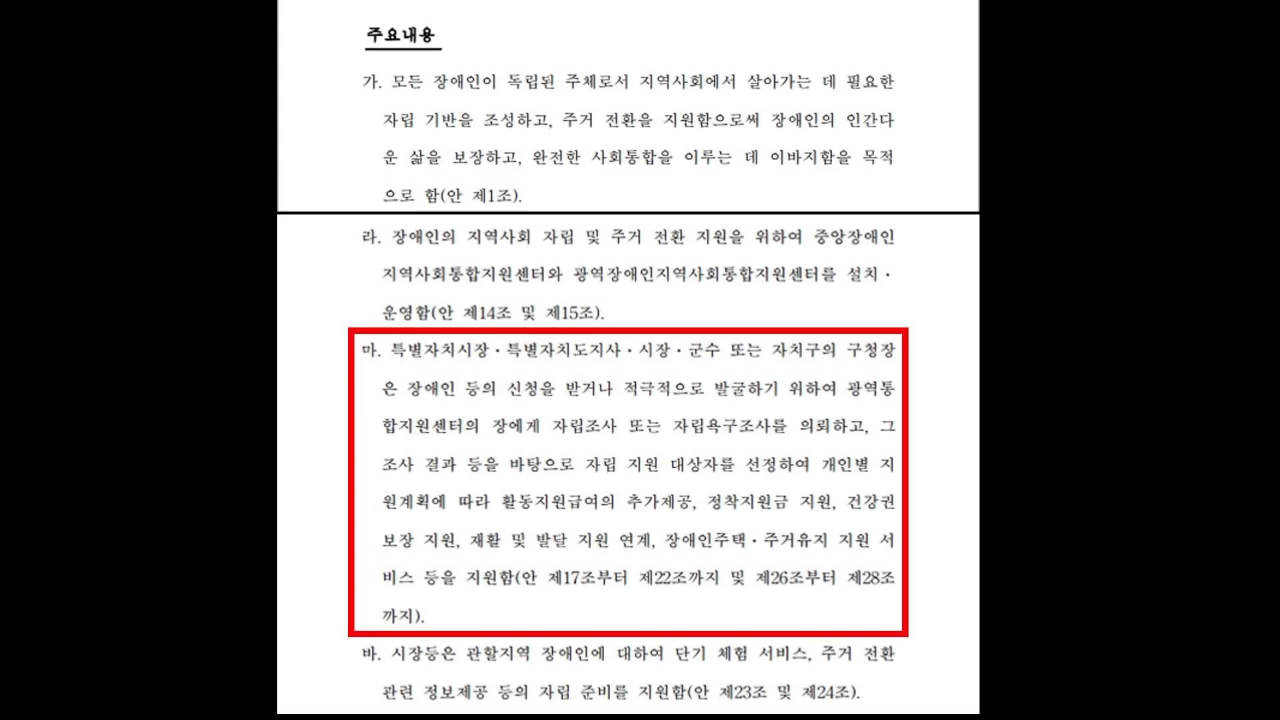 주요내용
가. 모든 장애인이 독립된 주체로서 지역사회에서 살아가는 데 필요한
자립 기반을 조성하고, 주거 전환을 지원함으로써 장애인의 인간다
운 삶을 보장하고, 완전한 사회통합을 이루는 데 이바지함을 목적
으로 함(안 제1조).
라. 장애인의 지역사회 자립 및 주거 전환 지원을 위하여 중앙장애인
지역사회통합지원센터와 광역장애인지역사회통합지원센터를 설치·
운영함(안 제14조 및 제15조).
마. 특별자치시장·특별자치도지사·시장·군수 또는 자치구의 구청장
은 장애인 등의 신청을 받거나 적극적으로 발굴하기 위하여 광역통
합지원센터의 장에게 자립조사 또는 자립욕구조사를 의뢰하고, 그
조사 결과 등을 바탕으로 자립 지원 대상자를 선정하여 개인별 지
원계획에 따라 활동지원급여의 추가제공, 정착지원금 지원, 건강권
보장 지원, 재활 및 발달 지원 연계, 장애인주택·주거유지 지원 서
비스 등을 지원함(안 제17조부터 제22조까지 및 제26조부터 제28조
까지).
바. 시장등은 관할지역 장애인에 대하여 단기 체험 서비스, 주거 전환
관련 정보제공 등의 자립 준비를 지원함(안 제23조 및 제24조).